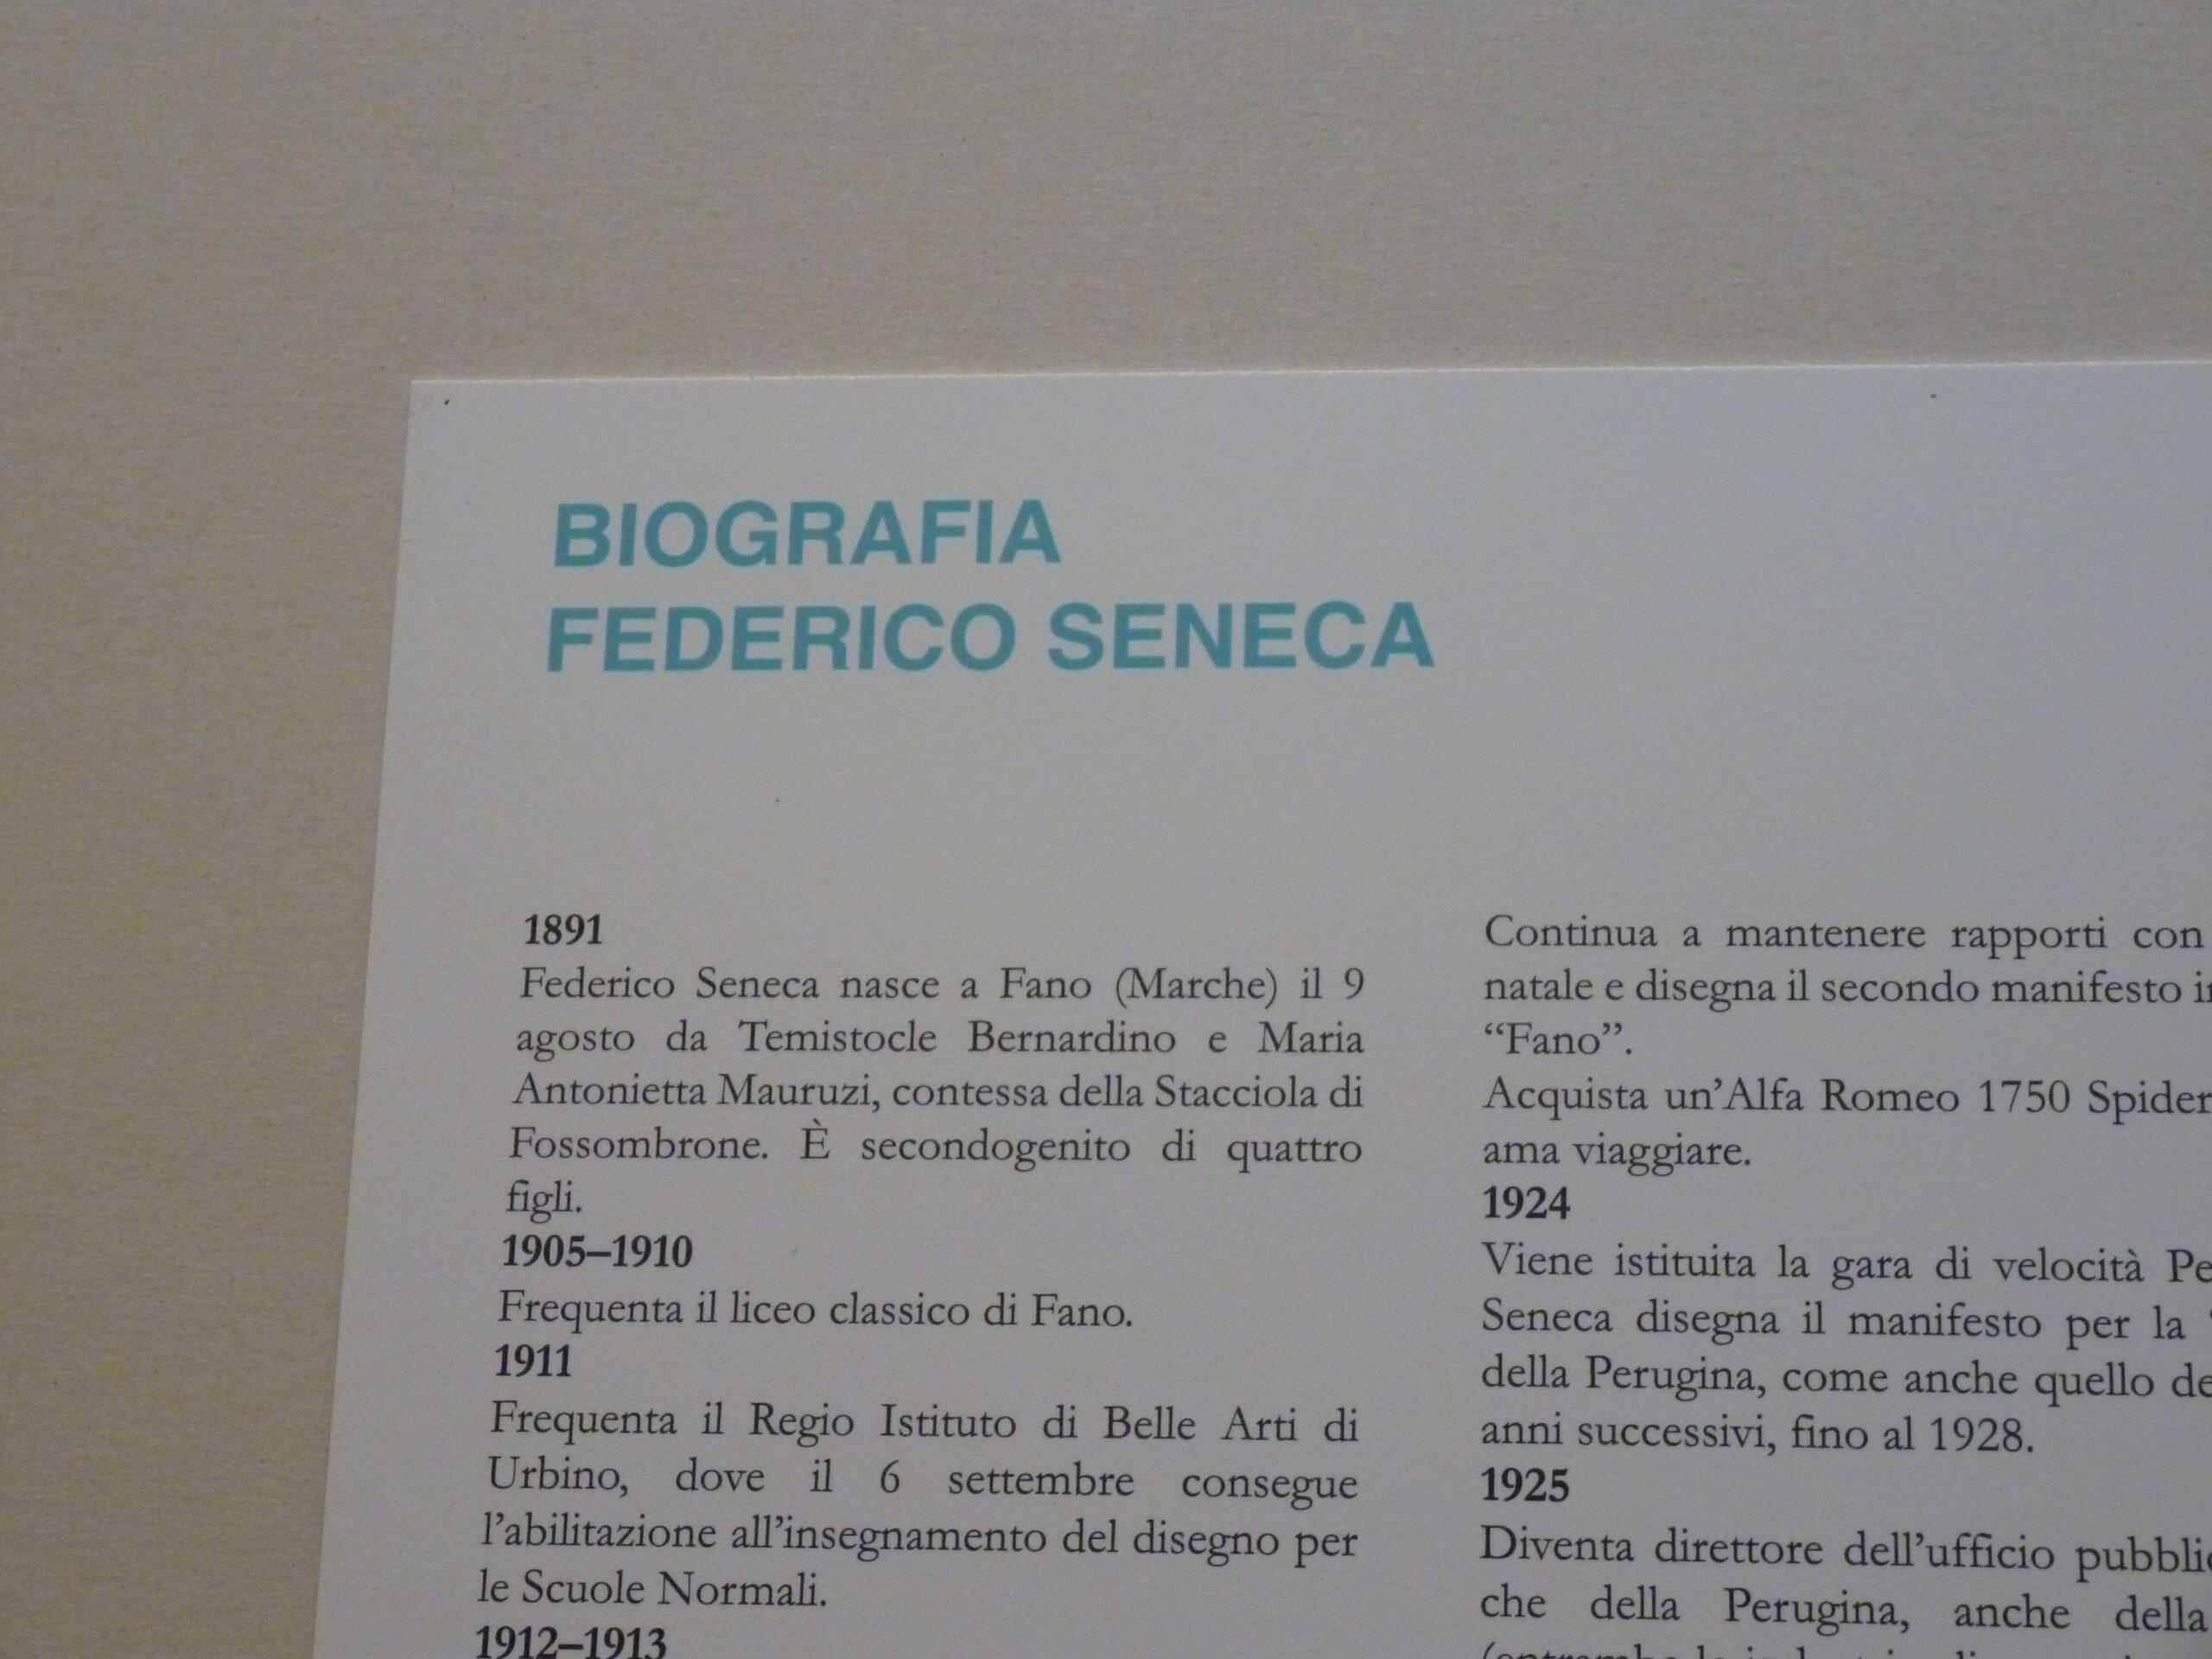 BIOGRAFIA
FEDERICO SENECA
1891
Federico Seneca nasce a Fano (Marche) il 9
agosto da Temistocle Bernardino e Maria
Antonietta Mauruzi, contessa della Stacciola di
Fossombrone. È secondogenito di quattro
figli.
1905–1910
Frequenta il liceo classico di Fano.
1911
Frequenta il Regio Istituto di Belle Arti di
Urbino, dove il 6 settembre consegue
l’abilitazione all’insegnamento del disegno per
le Scuole Normali.
1912–1913
Continua a mantenere rapporti con
natale e disegna il secondo manifesto
“Fano”.
Acquista un’Alfa Romeo 1750 Spider
ama viaggiare.
1924
Viene istituita la gara di velocità
Seneca disegna il manifesto per la
della Perugina, come anche quello
anni successivi, fino al 1928.
1925
Diventa direttore dell’ufficio
che della Perugina, anche della